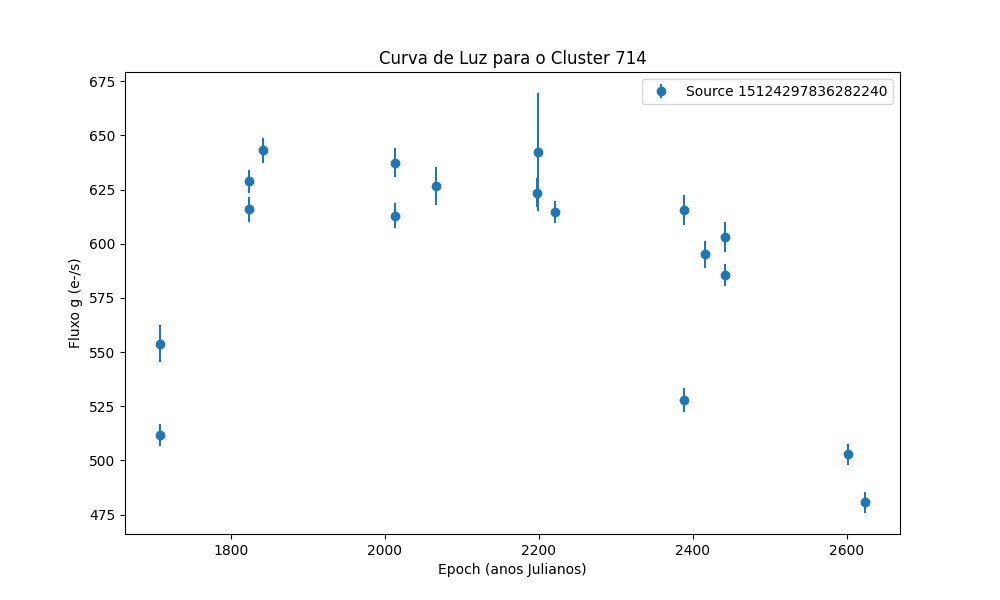 Curva de Luz para o Cluster 714
Source 15124297836282240
675
650
625
600
575
550
525
500
475
Fluxo g (e-/s)
1800 2000 2200 2400 2600
Epoch (anos Julianos)